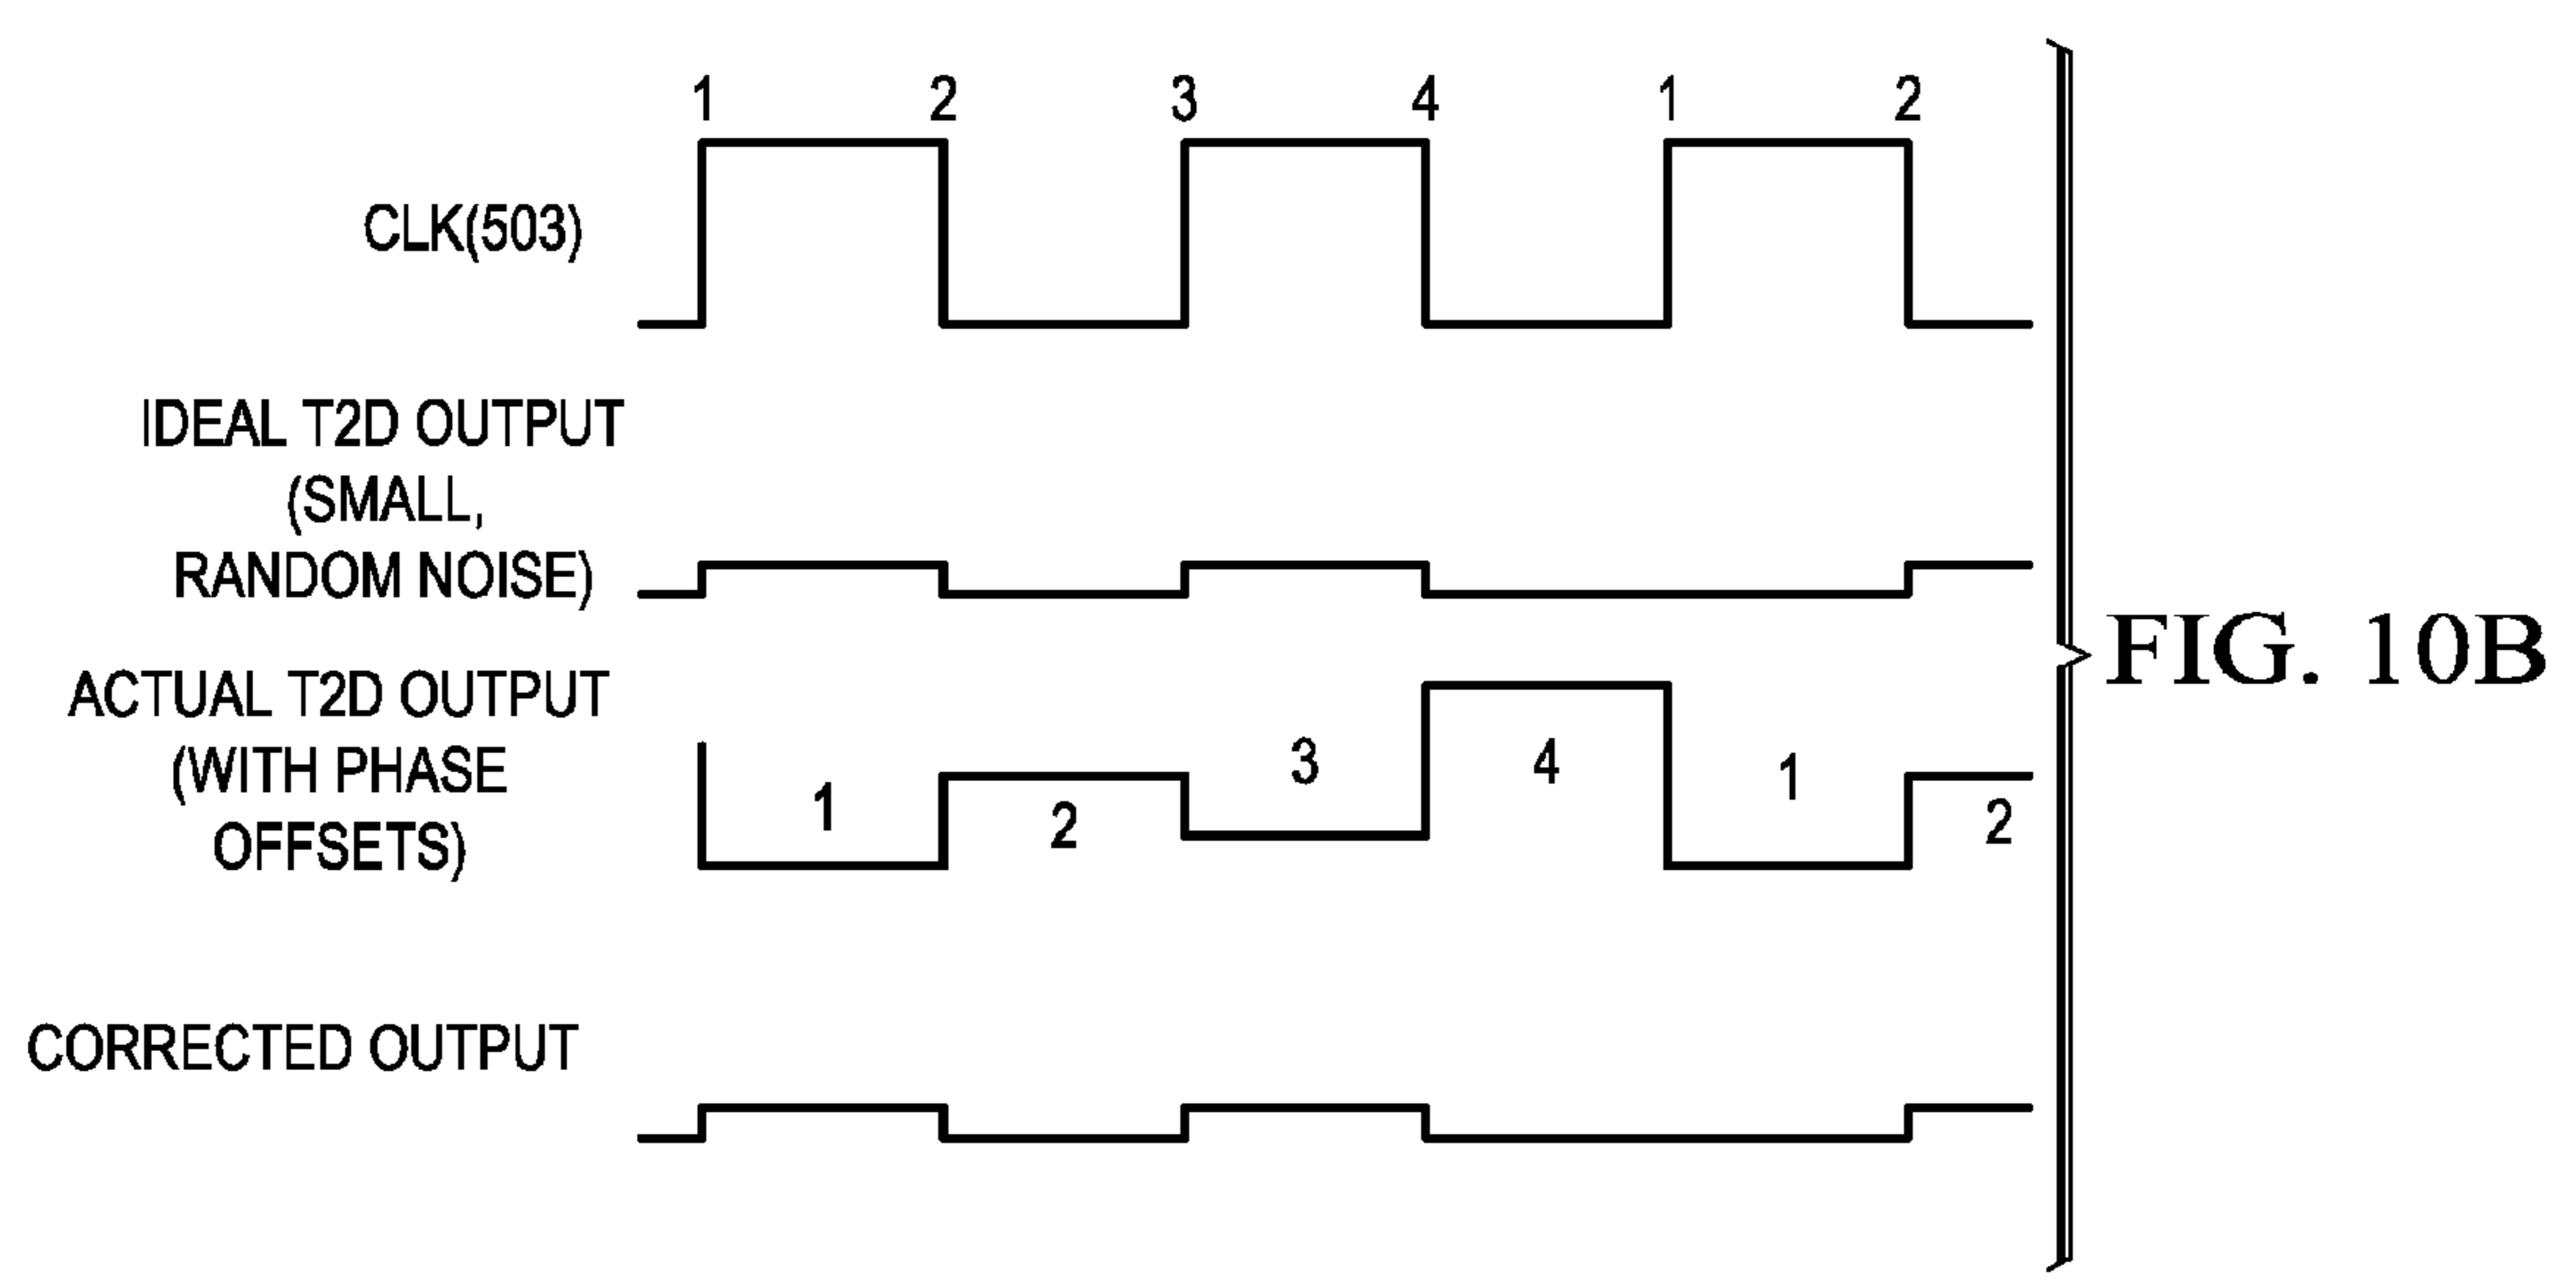 1 2 3 4 1 2
CLK(503)
IDEAL T2D OUTPUT
(SMALL,
RANDOM NOISE)
ACTUAL T2D OUTPUT
(WITH PHASE
OFFSETS)
1 2 3 4 1 2
CORRECTED OUTPUT
FIG. 10B